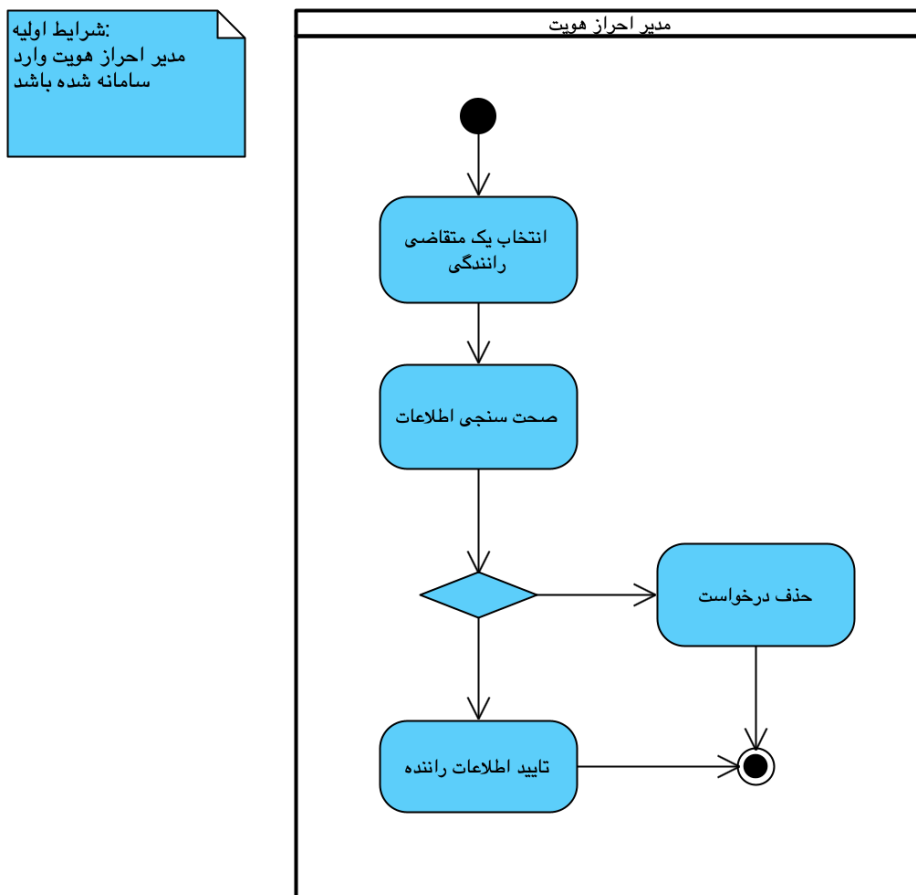 شرایط اولیه:
مدیر احراز هویت وارد
سامانه شده باشد
مدیر احراز هویت
انتخاب یک متقاضی
رانندگی
صحت سنجی اطلاعات
حذف درخواست
تایید اطلاعات راننده